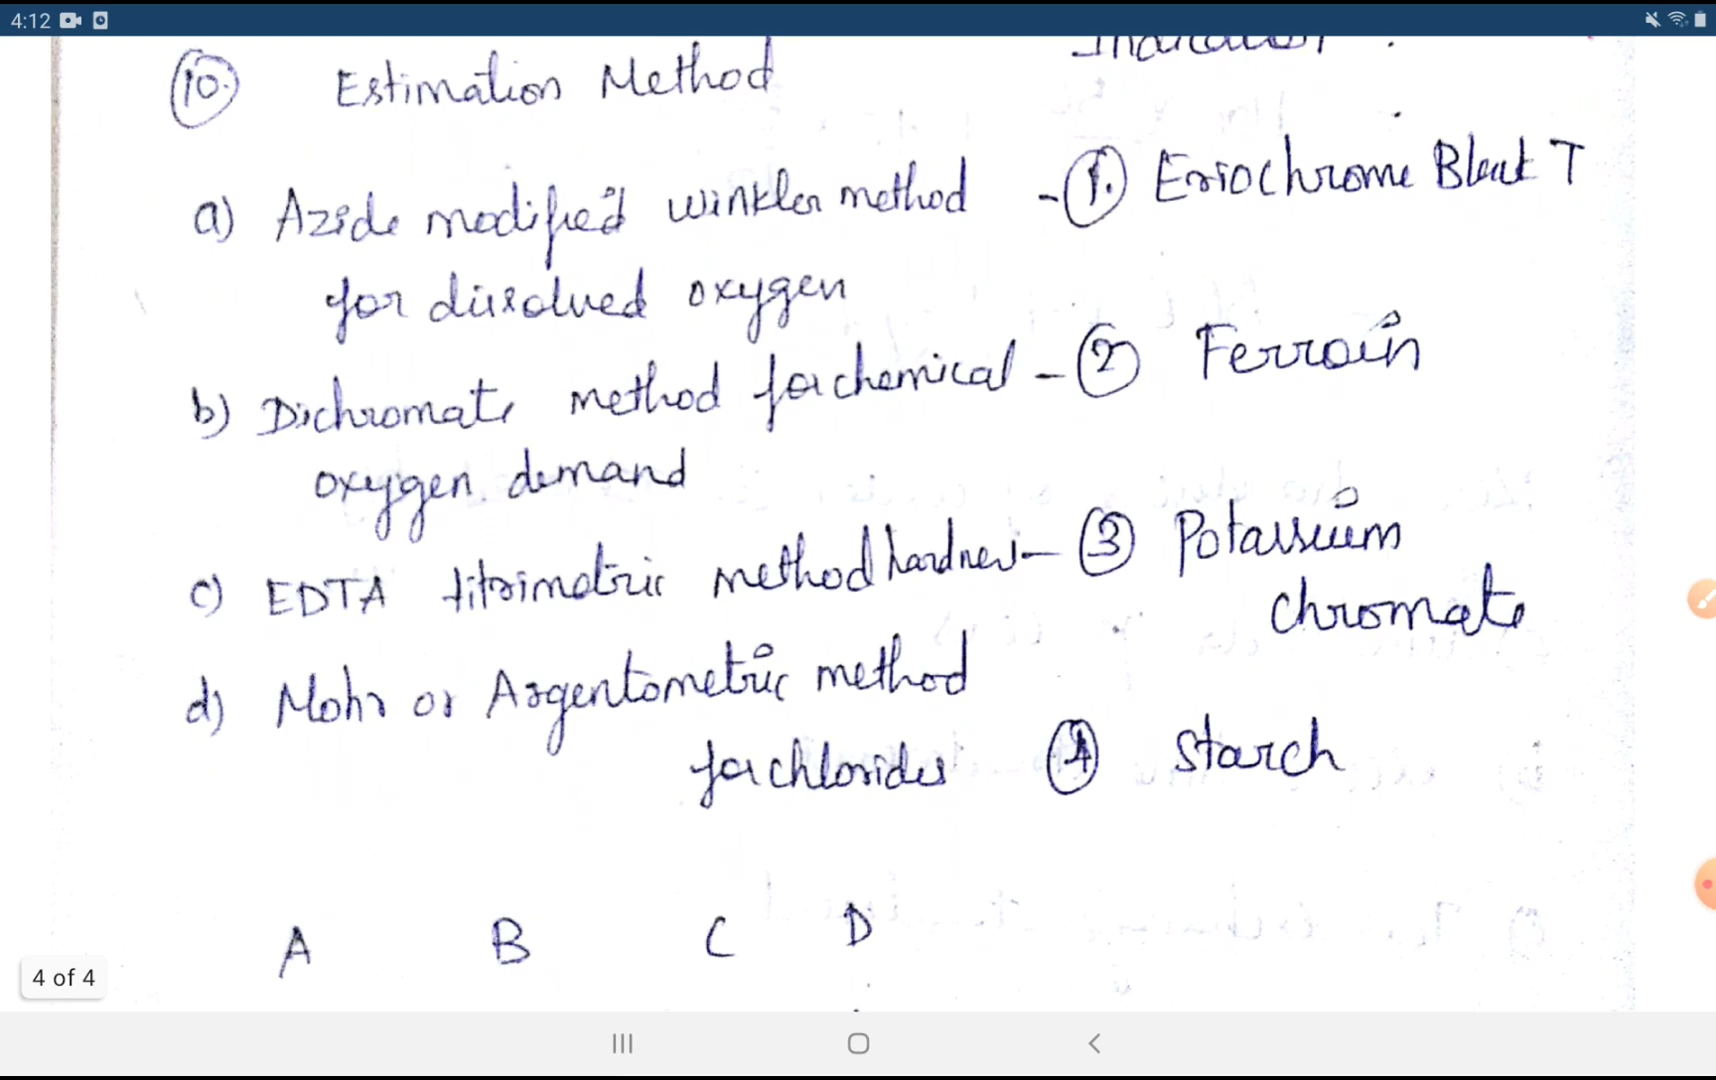 4:12
10. Estimation Method Indicator.
a) Azide modified winkler method - 1. Eriochrome Black T
for dissolved oxygen
b) Dichromate method for chemical - 2 Ferroin
oxygen demand
c) EDTA titrimetric method hardness - 3 Potassium
chromate
d) Mohr or Argentometric method
for chlorides 4 Starch
A B C D
4 of 4